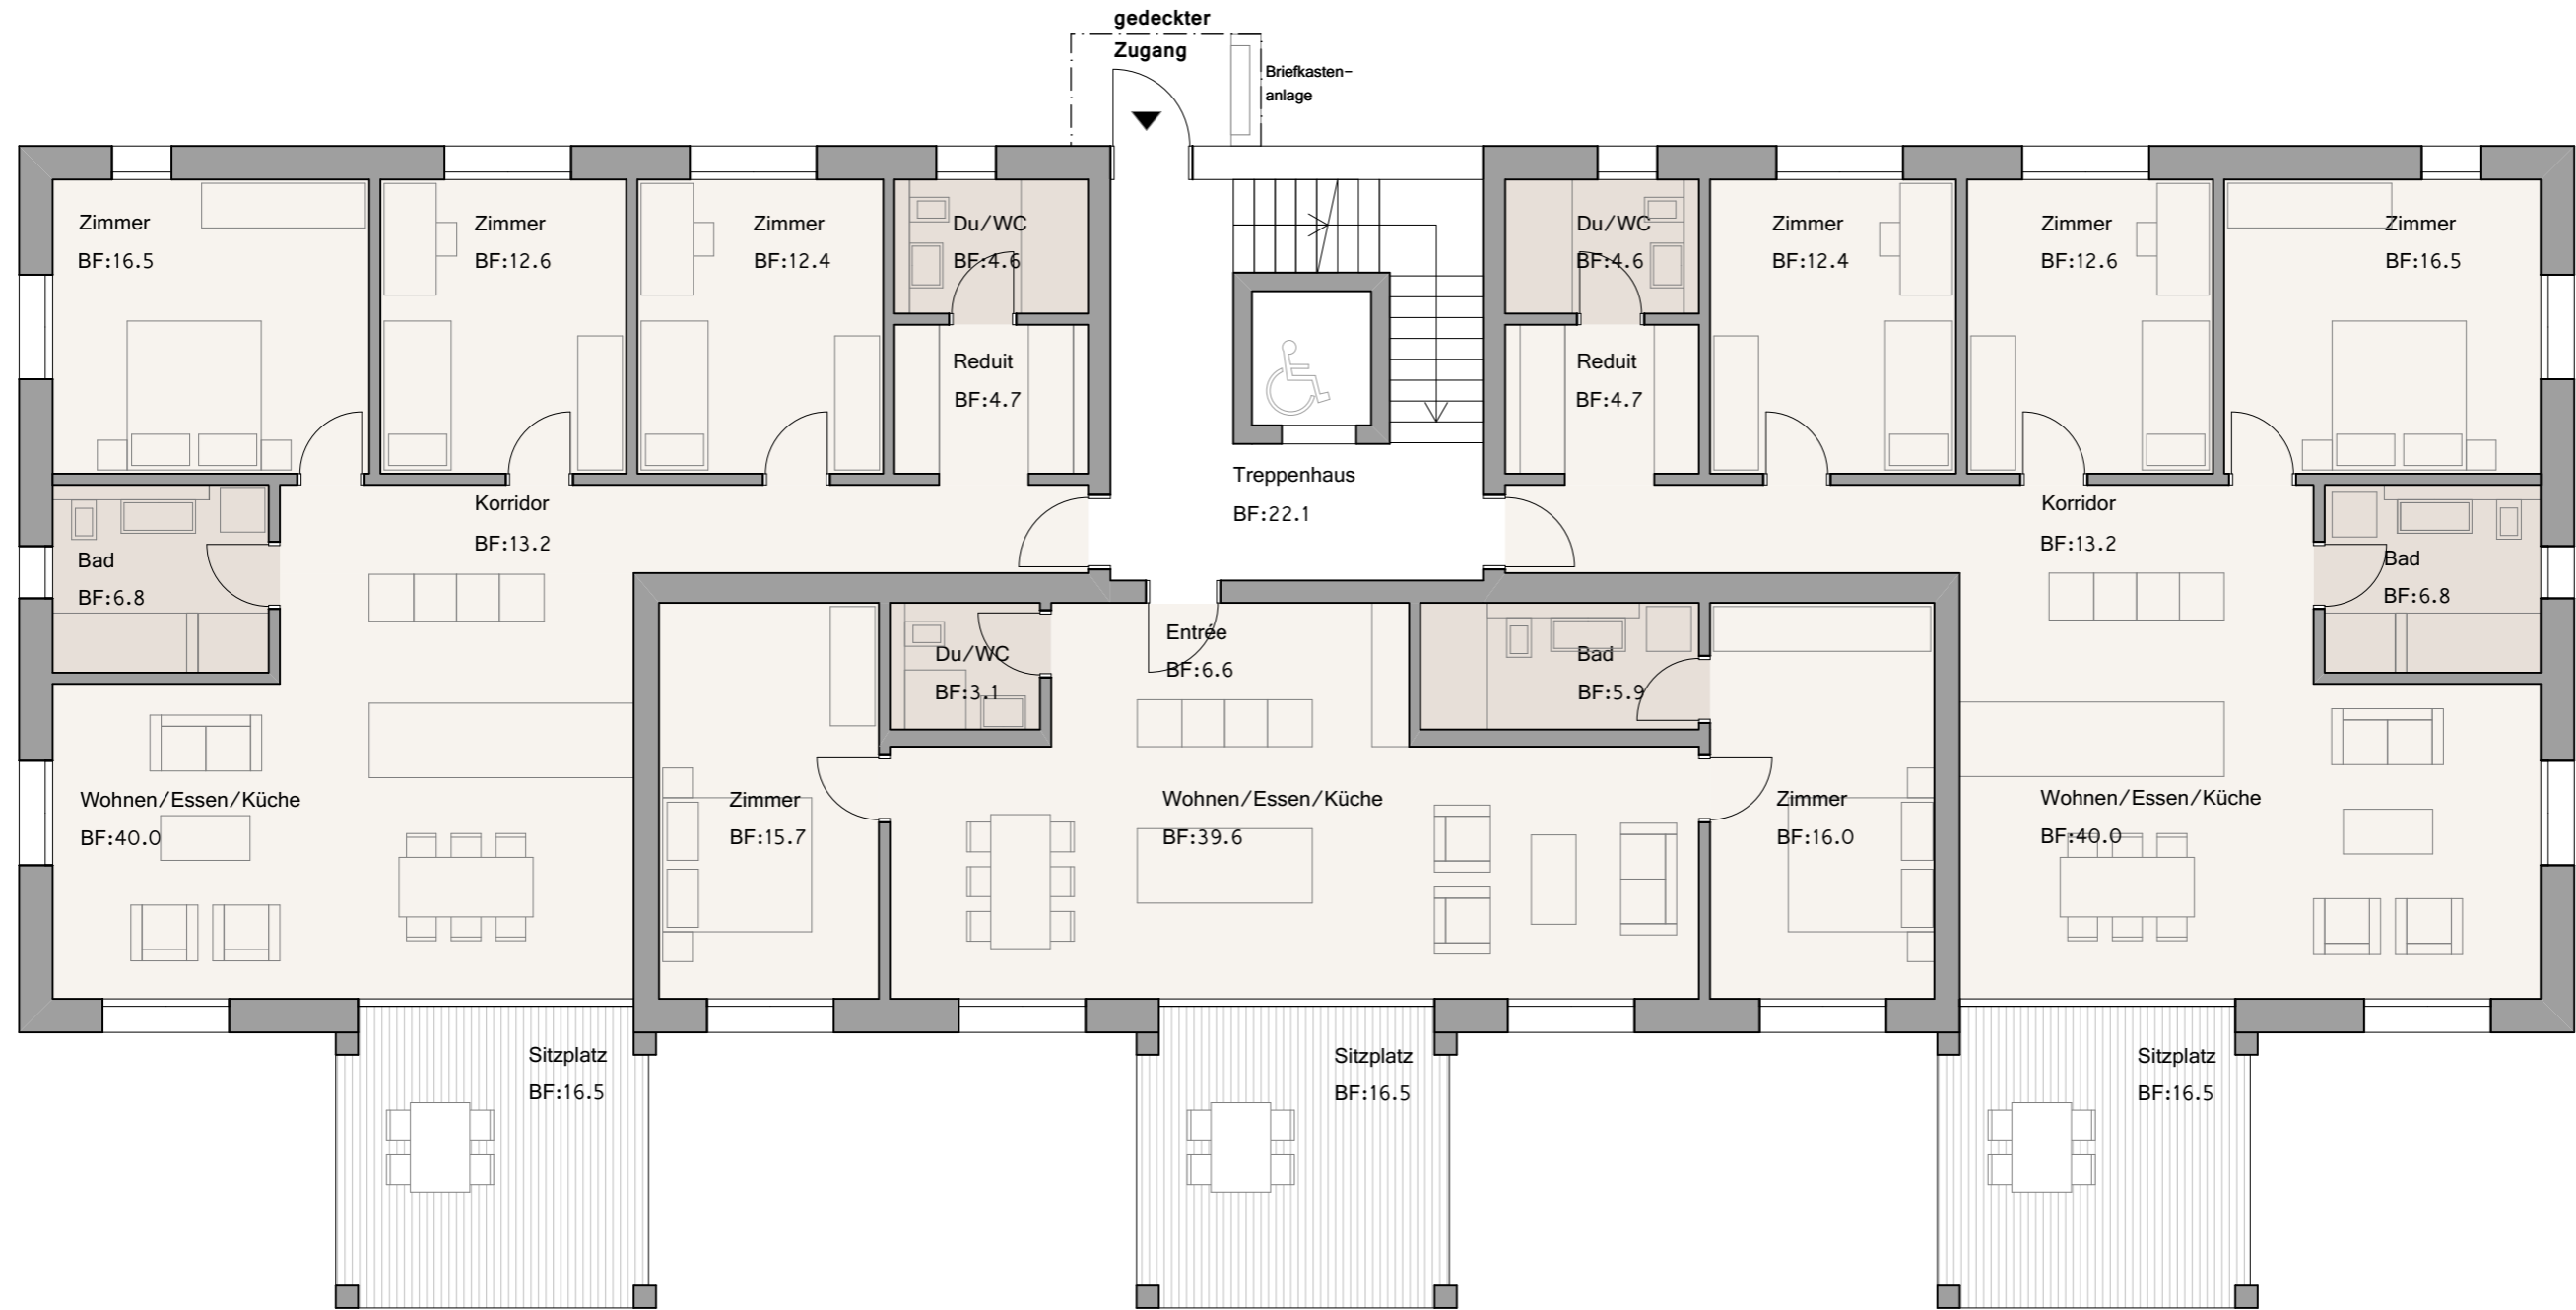 gedeckter
Zugang
Briefkasten-
anlage
Zimmer
BF:16.5
Zimmer
BF:12.6
Zimmer
BF:12.4
Du/WC
BF:4.6
Du/WC
BF:4.6
Zimmer
BF:12.4
Zimmer
BF:12.6
Zimmer
BF:16.5
Reduit
BF:4.7
Reduit
BF:4.7
Treppenhaus
BF:22.1
Korridor
BF:13.2
Korridor
BF:13.2
Bad
BF:6.8
Bad
BF:6.8
Du/WC
BF:3.1
Entrée
BF:6.6
Bad
BF:5.9
Wohnen/Essen/Küche
BF:40.0
Zimmer
BF:15.7
Wohnen/Essen/Küche
BF:39.6
Zimmer
BF:16.0
Wohnen/Essen/Küche
BF:40.0
Sitzplatz
BF:16.5
Sitzplatz
BF:16.5
Sitzplatz
BF:16.5